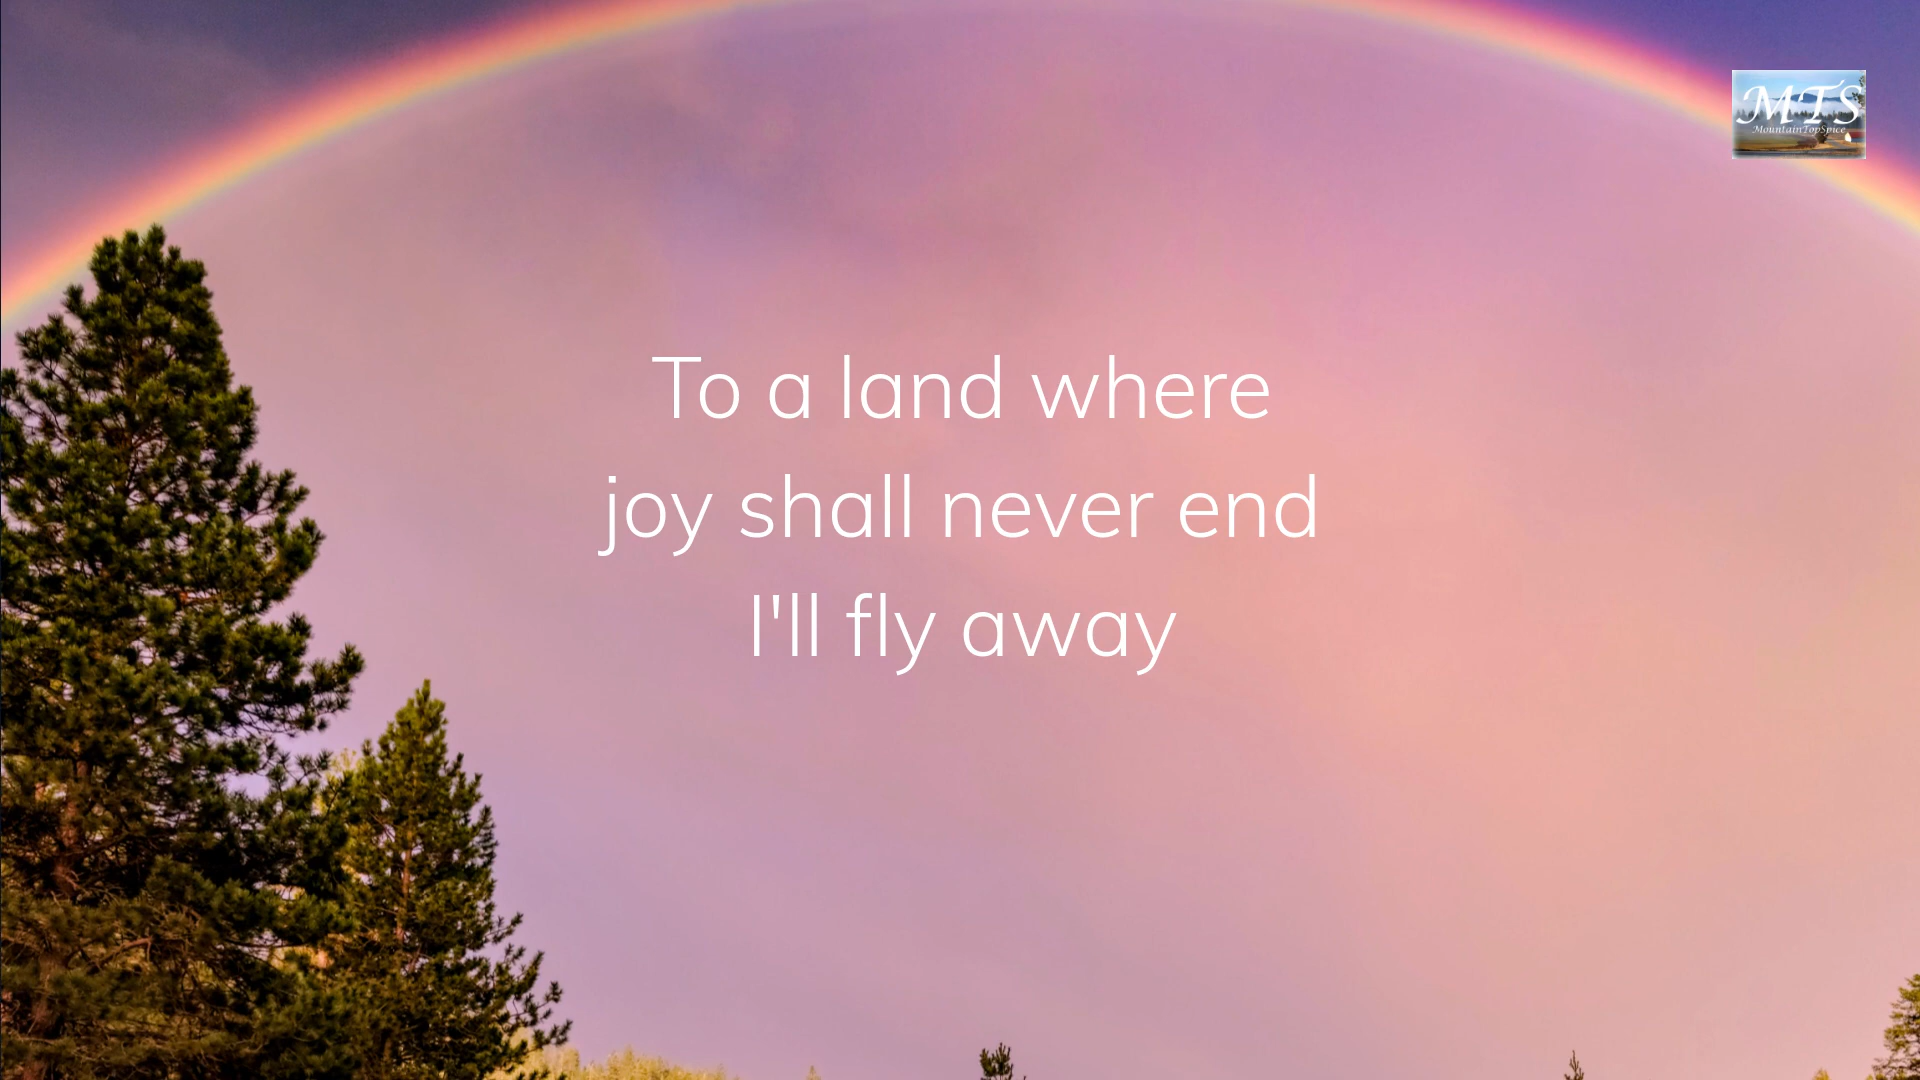 MTS
MountainTopSpice
To a land where
joy shall never end
I'll fly away